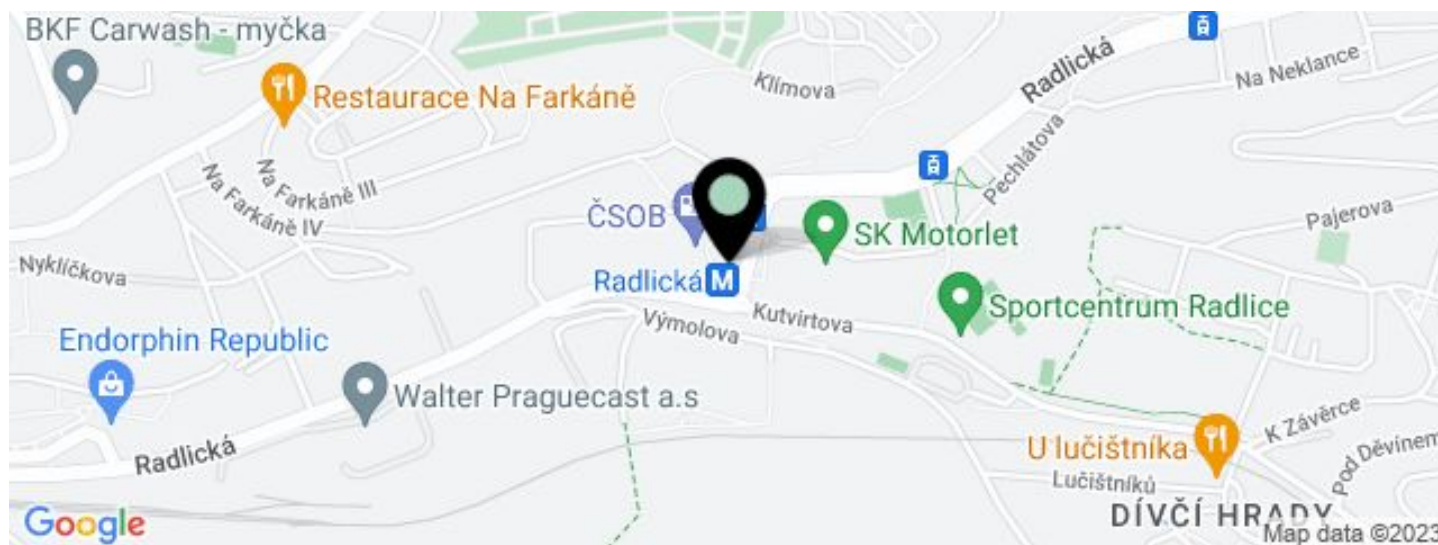 BKF Carwash - myčka
Restaurace Na Farkáně
Klímova
Radlická
Na Neklance
Pechlátova
Na Farkáně III
Na Farkáně IV
ČSOB
SK Motorlet
Pajerova
Nyklíčkova
Radlická
M
Kutvirtova
Výmolova
Sportcentrum Radlice
Endorphin Republic
Walter Praguecast a.s
K Závěrce
U lučištníka
Pod Děvínem
Radlická
Lučištníků
DÍVČÍ HRADY
Google
Map data ©2023